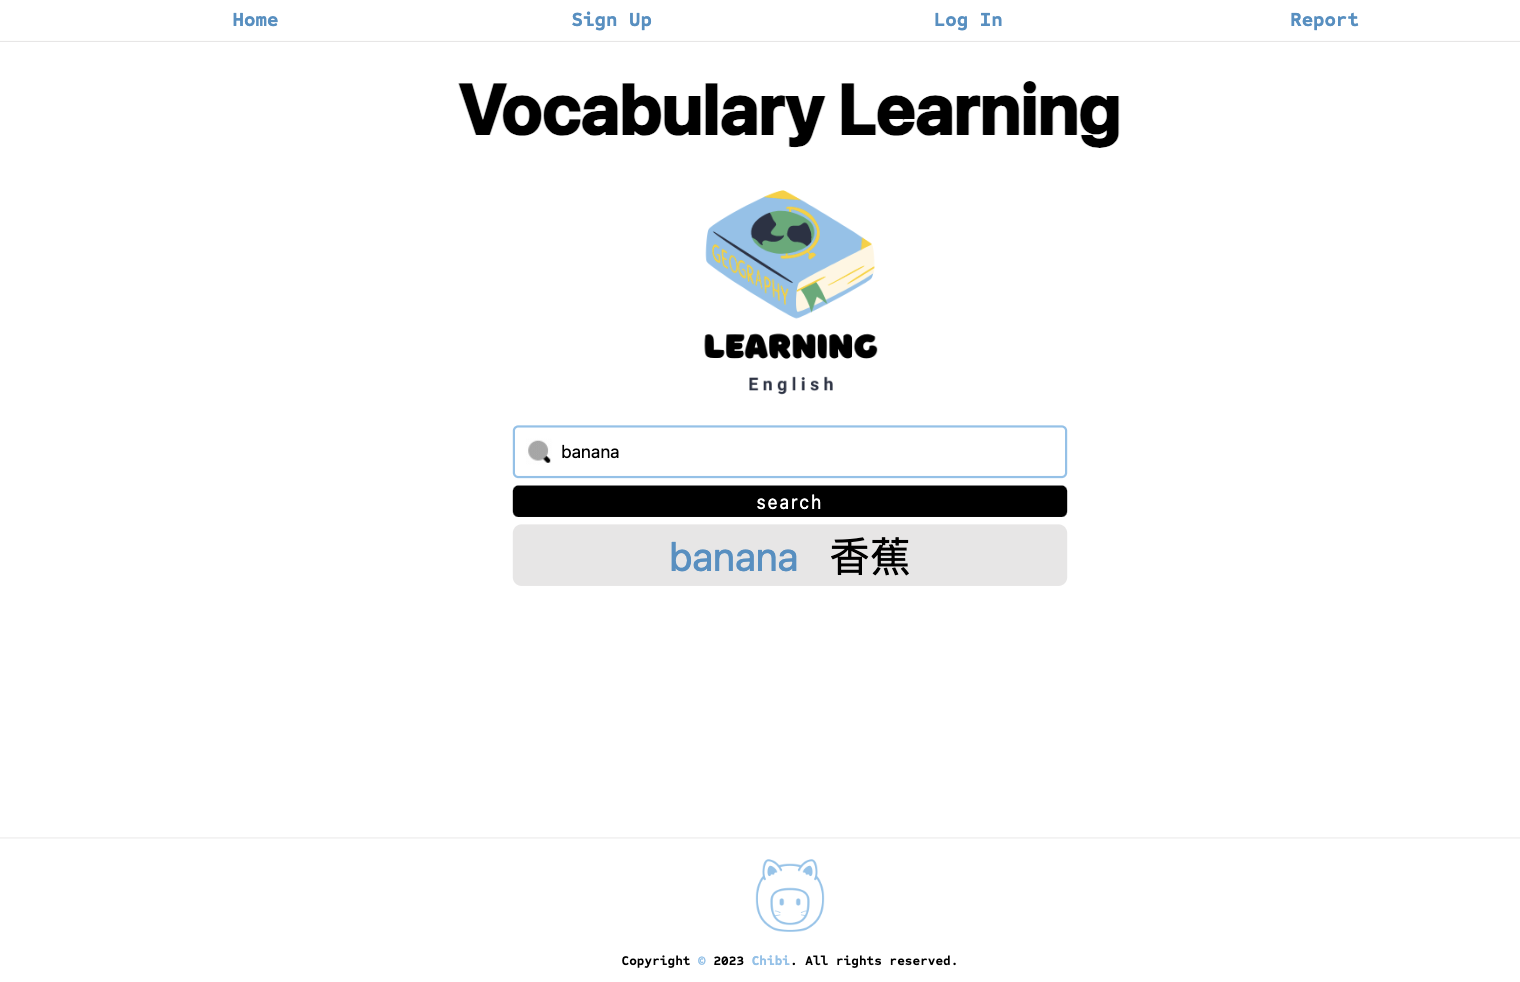 Home Sign Up Log In Report
Vocabulary Learning
GEOGRAPHY
LEARNING
English
banana
search
banana 香蕉
Copyright © 2023 Chibi. All rights reserved.